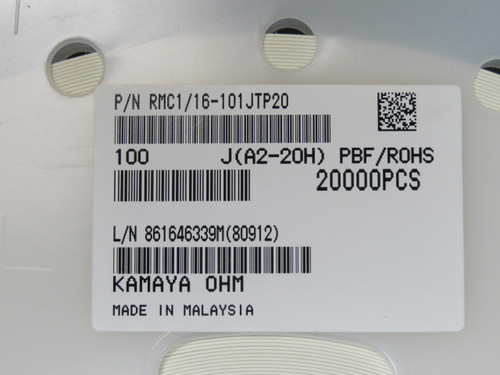 P/N RMC1/16-101JTP20
100 J(A2-20H) PBF/ROHS
20000PCS
L/N 861646339M(80912)
KAMAYA OHM
MADE IN MALAYSIA